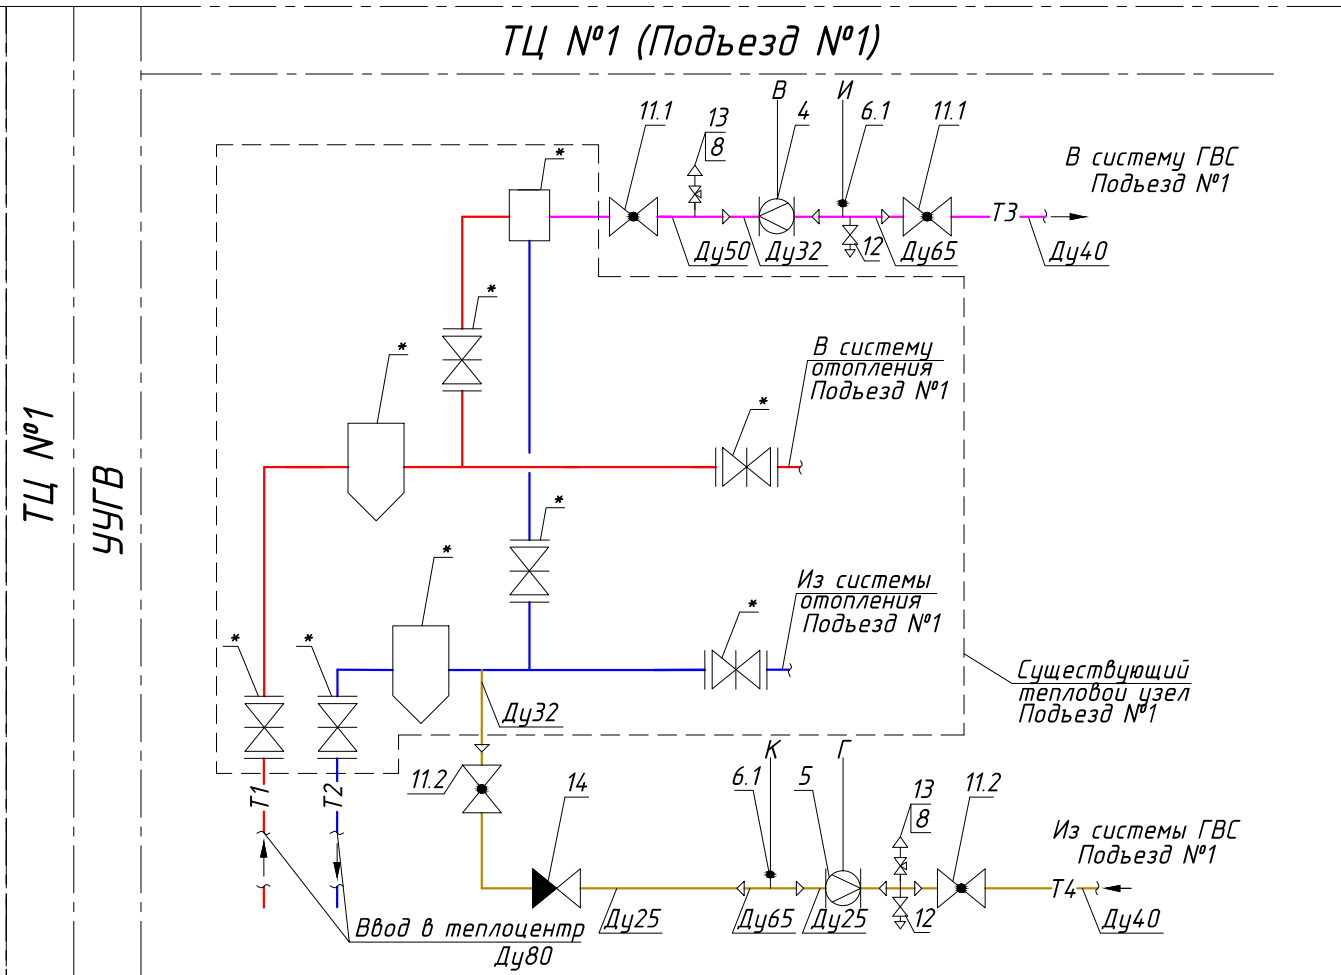 ТЦ №1 (Подъезд №1)
ТЦ №1
УУГВ
11.1
13
8
В
4
И
6.1
11.1
В систему ГВС
Подъезд №1
*
Т3
Ду50
Ду32
12
Ду65
Ду40
*
*
В систему
отопления
Подъезд №1
*
*
*
Из системы
отопления
Подъезд №1
*
*
*
Существующий
тепловой узел
Подъезд №1
Ду32
Т1
Т2
11.2
14
К
6.1
Г
5
13
8
11.2
Из системы ГВС
Подъезд №1
Т4
Ду25
Ду65
Ду25
12
Ду40
Ввод в теплоцентр
Ду80